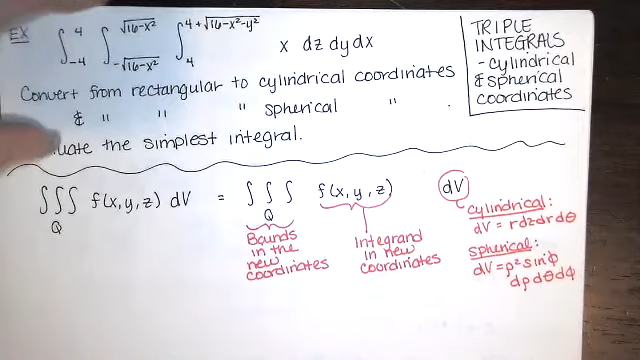 EX ∫_{-4}^{4} ∫_{-√16-x²}^{√16-x²} ∫_{4}^{4+√16-x²-y²} x dz dy dx
TRIPLE
INTEGRALS
- cylindrical
& spherical
coordinates
Convert from rectangular to cylindrical coordinates
& " " " spherical " .
uate the simplest integral.
∫∫∫_Q f(x,y,z) dV = ∫∫∫_Q f(x,y,z) dV
Bounds
in the
new
coordinates
Integrand
in new
coordinates
cylindrical:
dV = r dz dr dθ
spherical:
dV = ρ² sin ϕ
dρ dθ dϕ